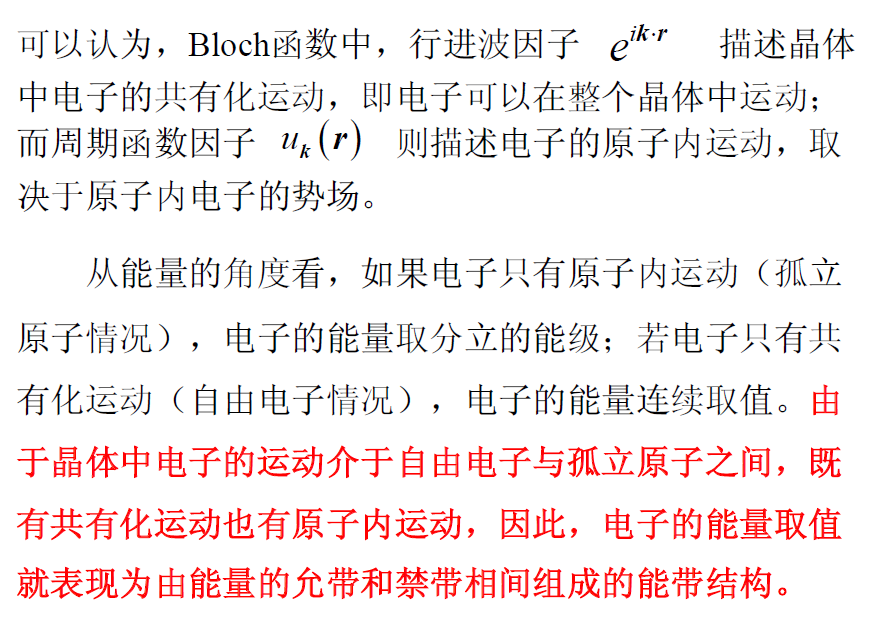 可以认为，Bloch函数中，行进波因子 $e^{i\boldsymbol{k}\cdot\boldsymbol{r}}$ 描述晶体
中电子的共有化运动，即电子可以在整个晶体中运动；
而周期函数因子 $u_{\boldsymbol{k}}(\boldsymbol{r})$ 则描述电子的原子内运动，取
决于原子内电子的势场。
从能量的角度看，如果电子只有原子内运动（孤立
原子情况），电子的能量取分立的能级；若电子只有共
有化运动（自由电子情况），电子的能量连续取值。由
于晶体中电子的运动介于自由电子与孤立原子之间，既
有共有化运动也有原子内运动，因此，电子的能量取值
就表现为由能量的允带和禁带相间组成的能带结构。